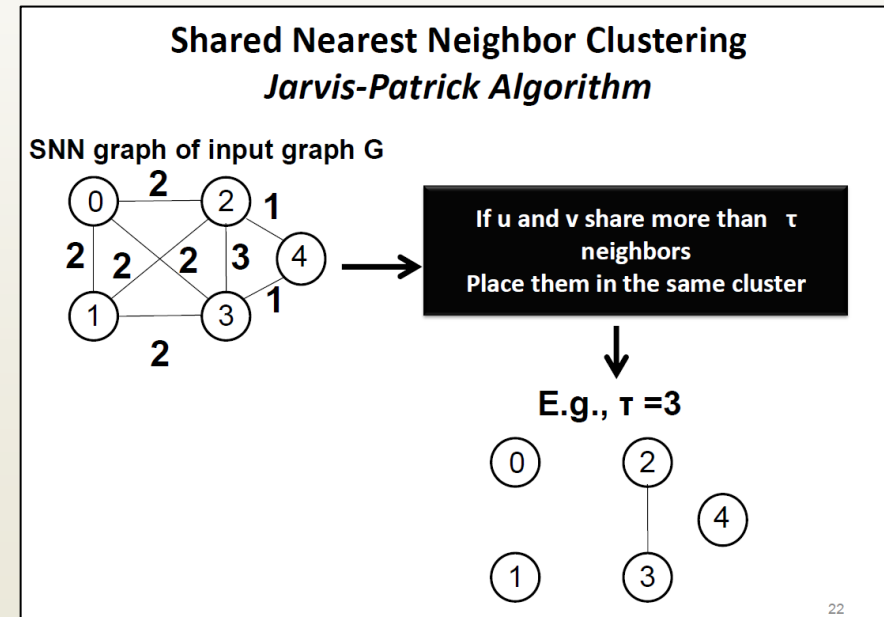 Shared Nearest Neighbor Clustering
Jarvis-Patrick Algorithm
SNN graph of input graph G
0
2
2
1
2
2
2
3
4
1
3
1
2
If u and v share more than τ
neighbors
Place them in the same cluster
E.g., τ =3
0
2
4
1
3
22